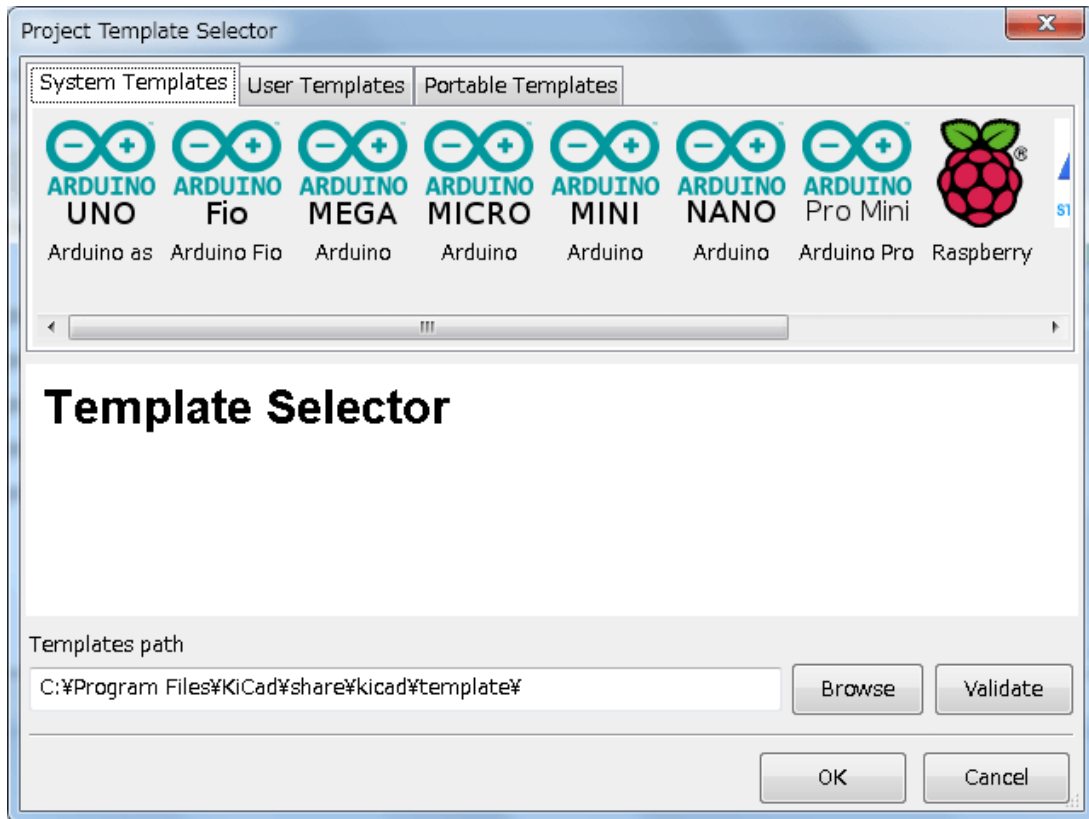 Project Template Selector
System Templates User Templates Portable Templates
ARDUINO ARDUINO ARDUINO ARDUINO ARDUINO ARDUINO ARDUINO
UNO Fio MEGA MICRO MINI NANO Pro Mini ®
Arduino as Arduino Fio Arduino Arduino Arduino Arduino Arduino Pro Raspberry
Template Selector
Templates path
C:¥Program Files¥KiCad¥share¥kicad¥template¥ Browse Validate
OK Cancel